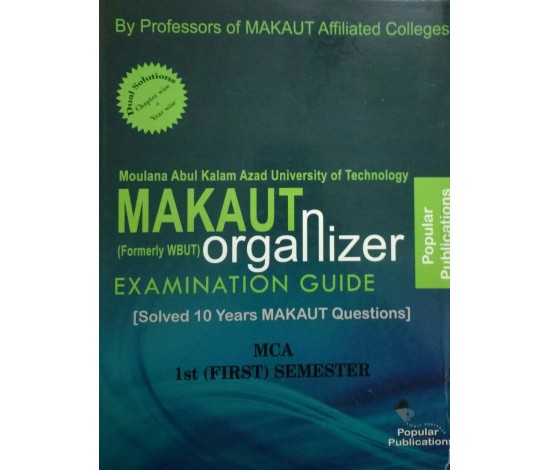 By Professors of MAKAUT Affiliated Colleges
Dual Solutions
Chapter wise
+
Year wise
Moulana Abul Kalam Azad University of Technology
MAKAUT
(Formerly WBUT) organizer
EXAMINATION GUIDE
[Solved 10 Years MAKAUT Questions]
MCA
1st (FIRST) SEMESTER
Popular
Publications
Popular
Publications